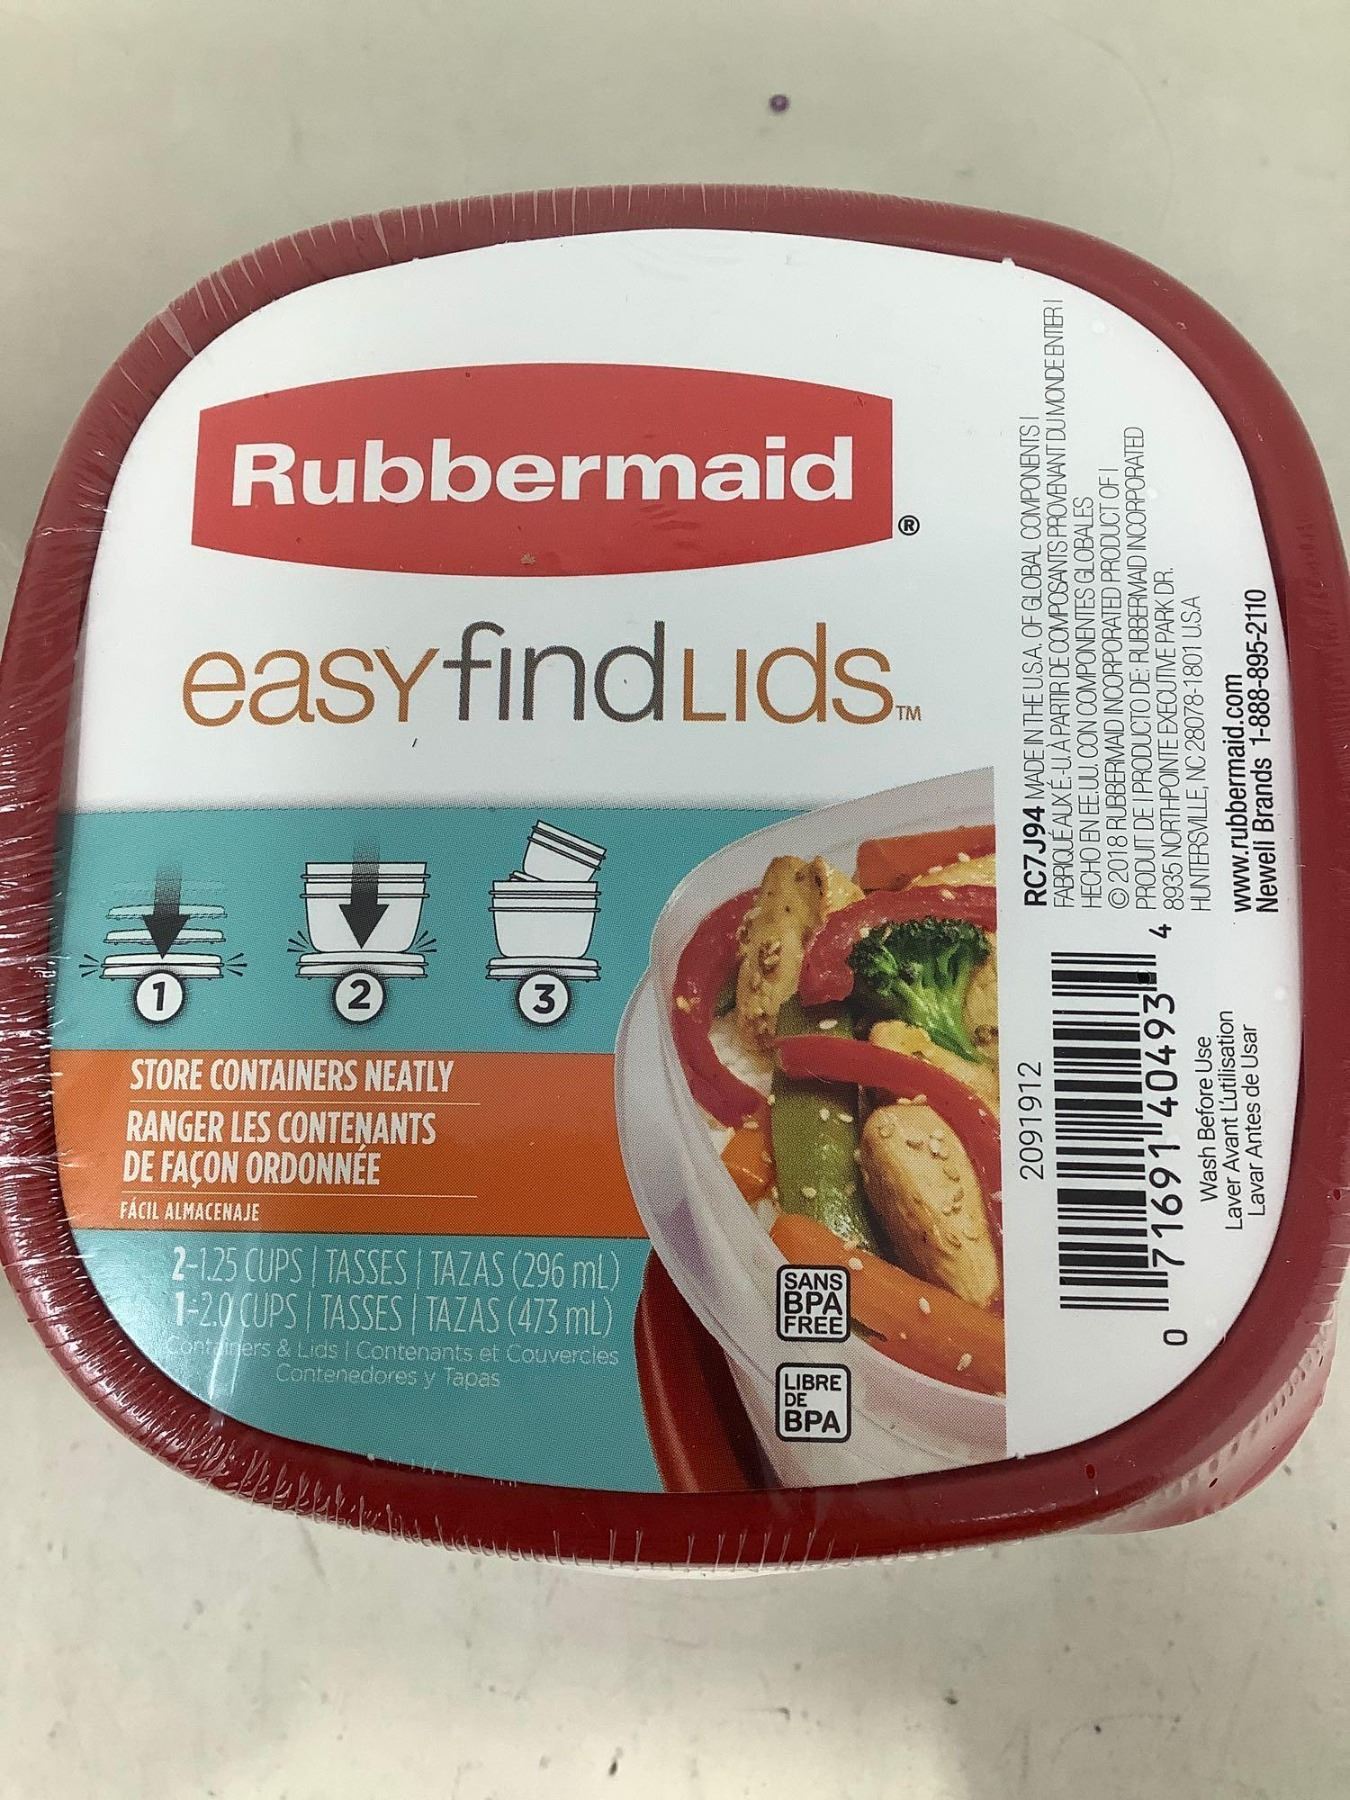 Rubbermaid
®
easyfindLids™
1
2
3
STORE CONTAINERS NEATLY
RANGER LES CONTENANTS
DE FAÇON ORDONNÉE
FÁCIL ALMACENAJE
2-1.25 CUPS | TASSES | TAZAS (296 mL)
1-2.0 CUPS | TASSES | TAZAS (473 mL)
Containers & Lids | Contenants et Couvercles
Contenedores y Tapas
SANS
BPA
FREE
LIBRE
DE
BPA
RC7J94 MADE IN THE U.S.A. OF GLOBAL COMPONENTS |
FABRIQUÉ AUX É.-U. À PARTIR DE COMPOSANTS PROVENANT DU MONDE ENTIER |
HECHO EN EE.UU. CON COMPONENTES GLOBALES
© 2018 RUBBERMAID INCORPORATED PRODUCT OF |
PRODUIT DE | PRODUCTO DE: RUBBERMAID INCORPORATED
8935 NORTHPOINTE EXECUTIVE PARK DR.
HUNTERSVILLE, NC 28078-1801 U.S.A
www.rubbermaid.com
Newell Brands 1-888-895-2110
2091912
0 71691 40493 4
Wash Before Use
Laver Avant L'utilisation
Lavar Antes de Usar